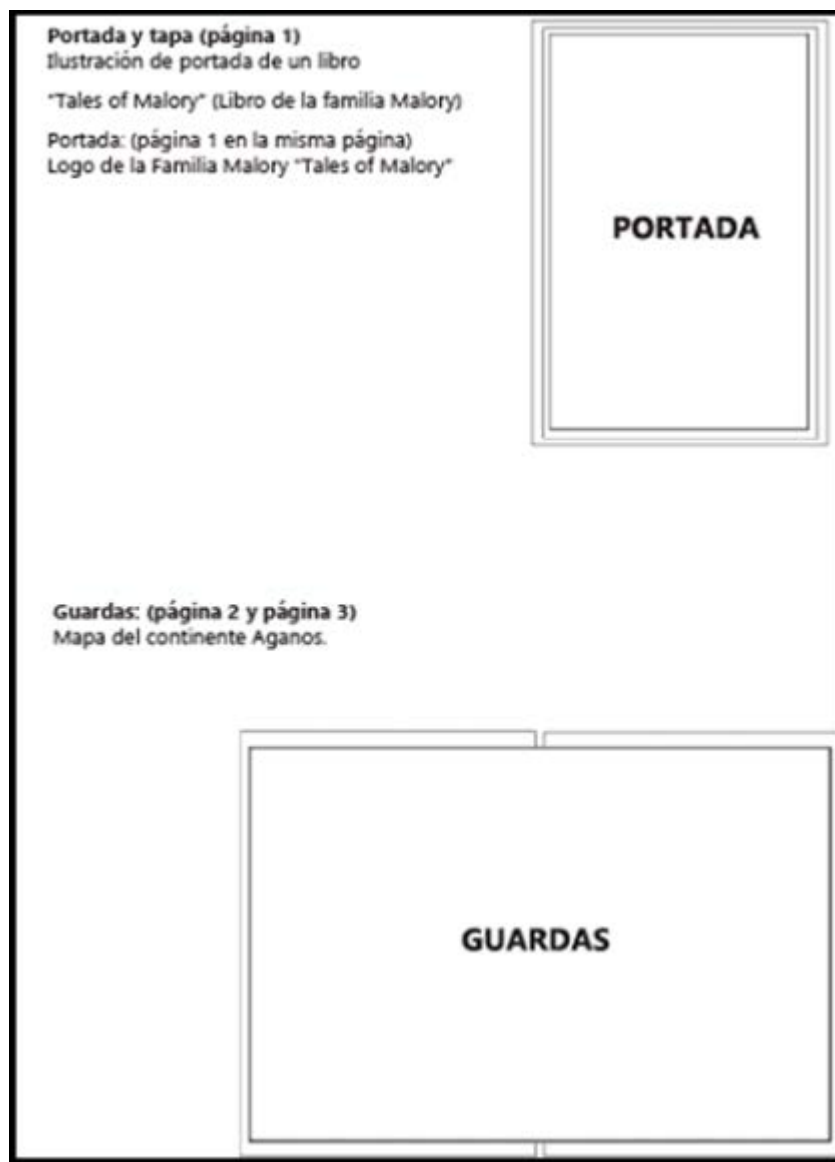 Portada y tapa (página 1)
Ilustración de portada de un libro
"Tales of Malory" (Libro de la familia Malory)
Portada: (página 1 en la misma página)
Logo de la Familia Malory "Tales of Malory"
PORTADA
Guardas: (página 2 y página 3)
Mapa del continente Aganos.
GUARDAS